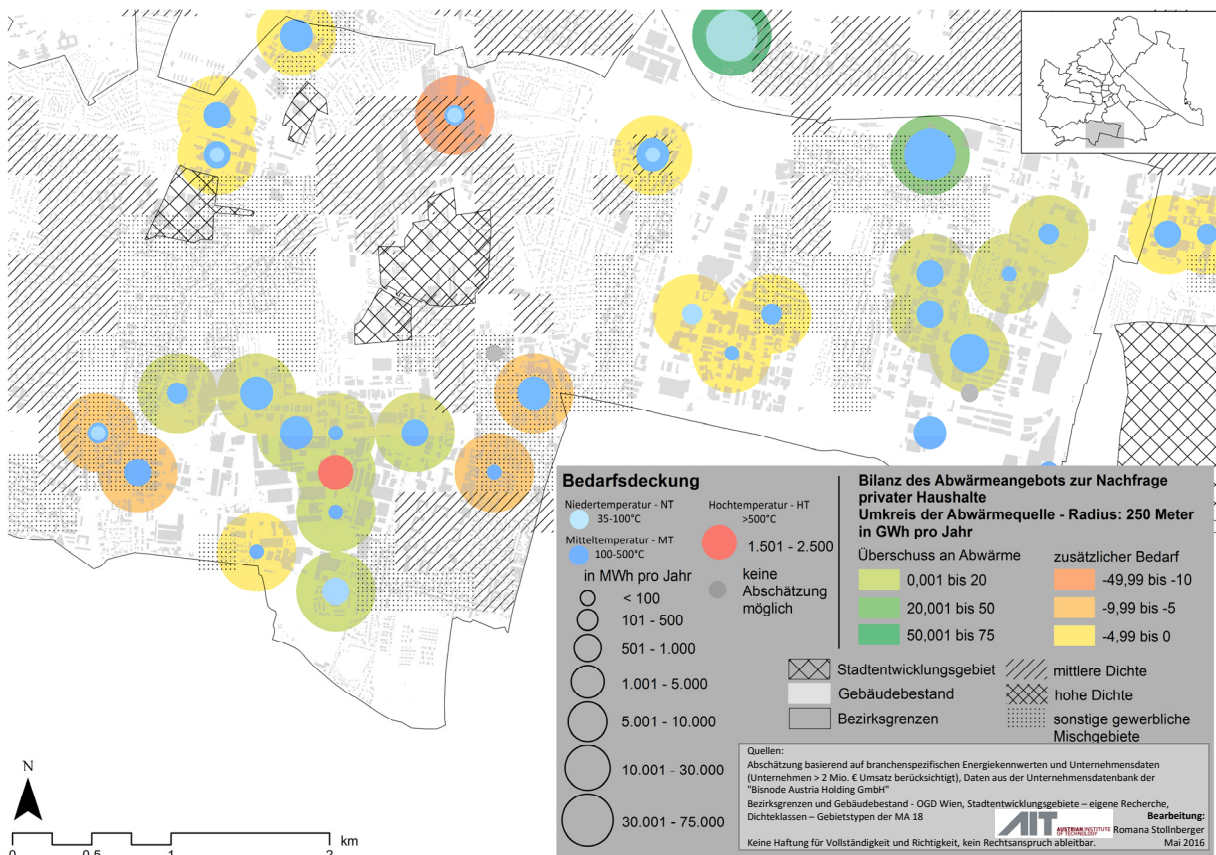 Bedarfsdeckung
Niedertemperatur - NT
35-100°C
Mitteltemperatur - MT
100-500°C
Hochtemperatur - HT
>500°C
1.501 - 2.500
keine
Abschätzung
möglich
in MWh pro Jahr
< 100
101 - 500
501 - 1.000
1.001 - 5.000
5.001 - 10.000
10.001 - 30.000
30.001 - 75.000
Bilanz des Abwärmeangebots zur Nachfrage
privater Haushalte
Umkreis der Abwärmequelle - Radius: 250 Meter
in GWh pro Jahr
Überschuss an Abwärme
0,001 bis 20
20,001 bis 50
50,001 bis 75
zusätzlicher Bedarf
-49,99 bis -10
-9,99 bis -5
-4,99 bis 0
Stadtentwicklungsgebiet
Gebäudebestand
Bezirksgrenzen
mittlere Dichte
hohe Dichte
sonstige gewerbliche
Mischgebiete
Quellen:
Abschätzung basierend auf branchenspezifischen Energiekennwerten und Unternehmensdaten
(Unternehmen > 2 Mio. € Umsatz berücksichtigt), Daten aus der Unternehmensdatenbank der
"Bisnode Austria Holding GmbH"
Bezirksgrenzen und Gebäudebestand - OGD Wien, Stadtentwicklungsgebiete – eigene Recherche,
Dichteklassen – Gebietstypen der MA 18
Keine Haftung für Vollständigkeit und Richtigkeit, kein Rechtsanspruch ableitbar.
AIT AUSTRIAN INSTITUTE
OF TECHNOLOGY
Bearbeitung:
Romana Stollnberger
Mai 2016
N
km
0 0,5 1 2